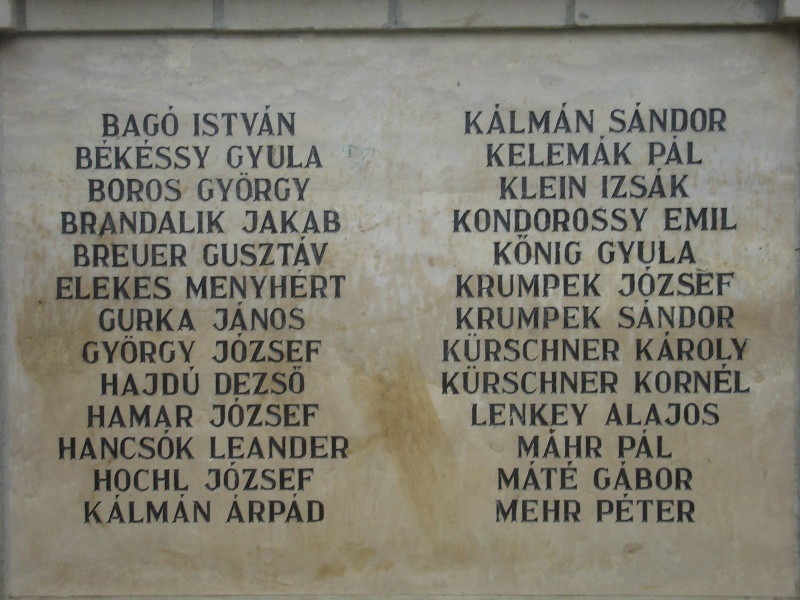 BAGÓ ISTVÁN
BÉKÉSSY GYULA
BOROS GYÖRGY
BRANDALIK JAKAB
BREUER GUSZTÁV
ELEKES MENYHÉRT
GURKA JÁNOS
GYÖRGY JÓZSEF
HAJDÚ DEZSŐ
HAMAR JÓZSEF
HANCSÓK LEANDER
HOCHL JÓZSEF
KÁLMÁN ÁRPÁD
KÁLMÁN SÁNDOR
KELEMÁK PÁL
KLEIN IZSÁK
KONDOROSSY EMIL
KŐNIG GYULA
KRUMPEK JÓZSEF
KRUMPEK SÁNDOR
KÜRSCHNER KÁROLY
KÜRSCHNER KORNÉL
LENKEY ALAJOS
MÁHR PÁL
MÁTÉ GÁBOR
MEHR PÉTER